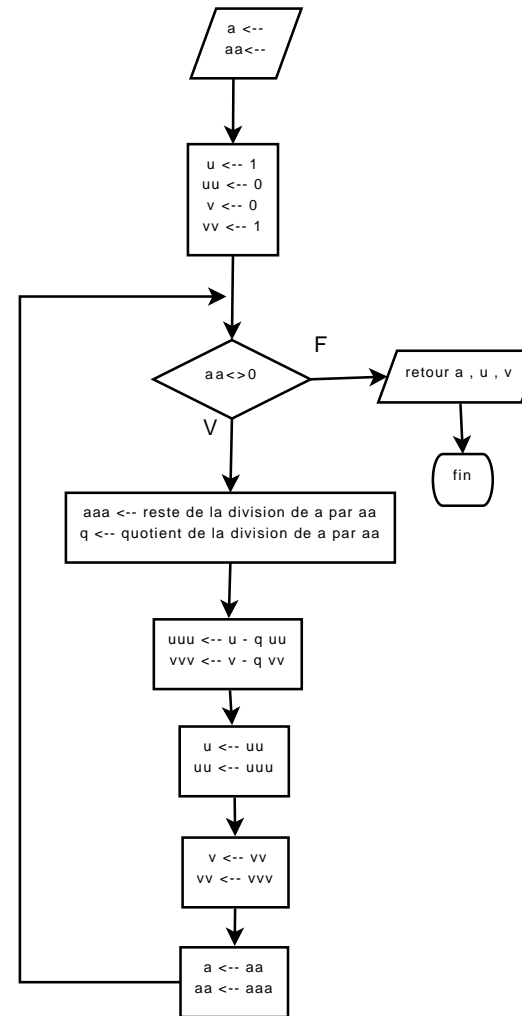 a <--
aa<--
u <-- 1
uu <-- 0
v <-- 0
vv <-- 1
aa<>0
F
V
retour a , u , v
fin
aaa <-- reste de la division de a par aa
q <-- quotient de la division de a par aa
uuu <-- u - q uu
vvv <-- v - q vv
u <-- uu
uu <-- uuu
v <-- vv
vv <-- vvv
a <-- aa
aa <-- aaa